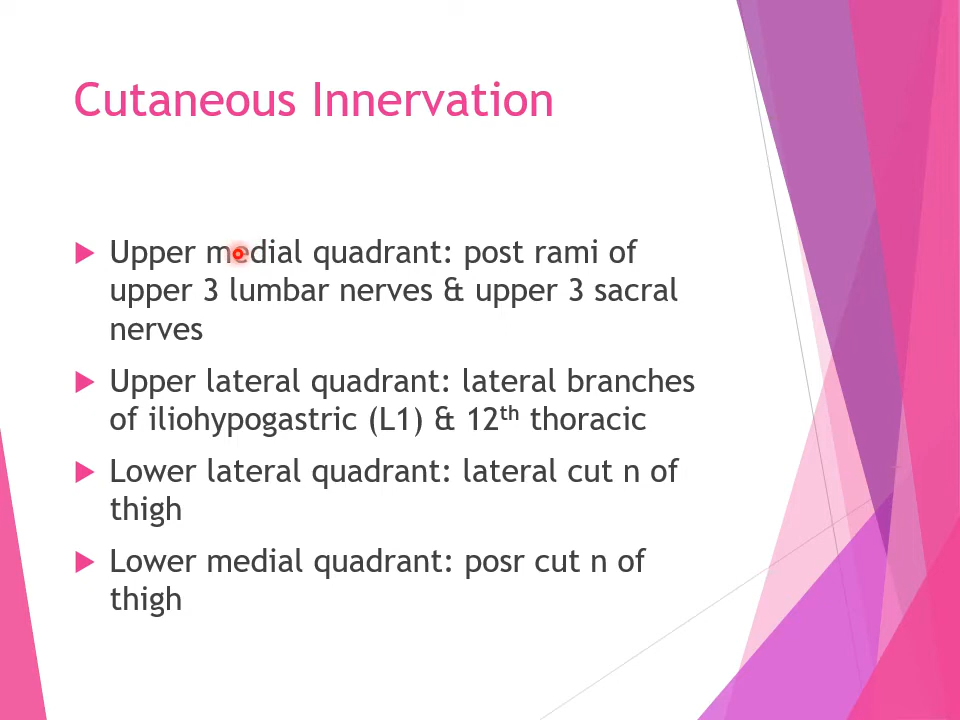 Cutaneous Innervation
Upper medial quadrant: post rami of
upper 3 lumbar nerves & upper 3 sacral
nerves
Upper lateral quadrant: lateral branches
of iliohypogastric (L1) & 12th thoracic
Lower lateral quadrant: lateral cut n of
thigh
Lower medial quadrant: posr cut n of
thigh